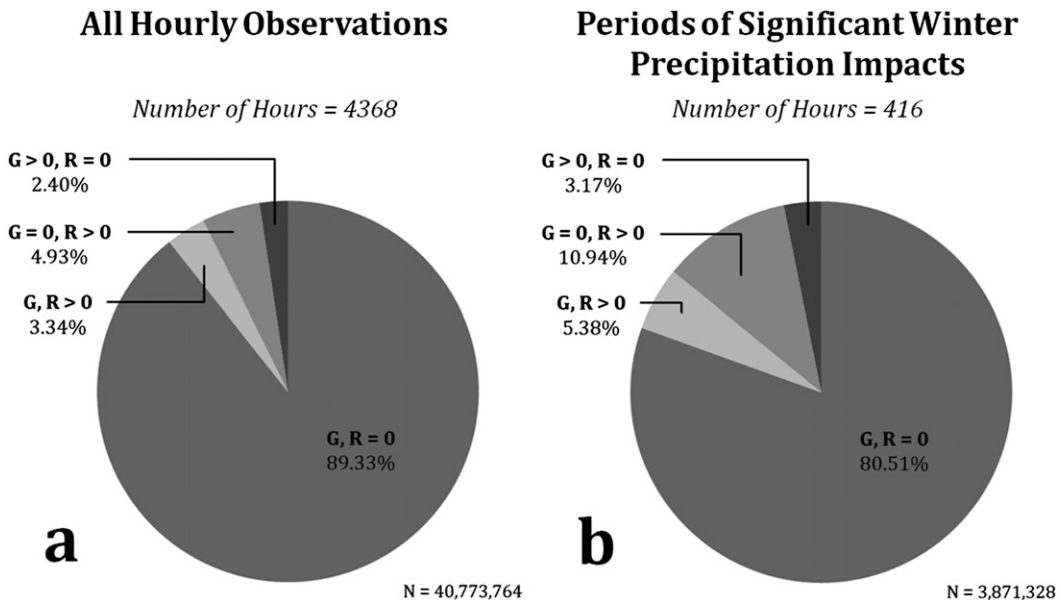 All Hourly Observations
Number of Hours = 4368
G > 0, R = 0
2.40%
G = 0, R > 0
4.93%
G, R > 0
3.34%
G, R = 0
89.33%
a
N = 40,773,764
Periods of Significant Winter
Precipitation Impacts
Number of Hours = 416
G > 0, R = 0
3.17%
G = 0, R > 0
10.94%
G, R > 0
5.38%
G, R = 0
80.51%
b
N = 3,871,328